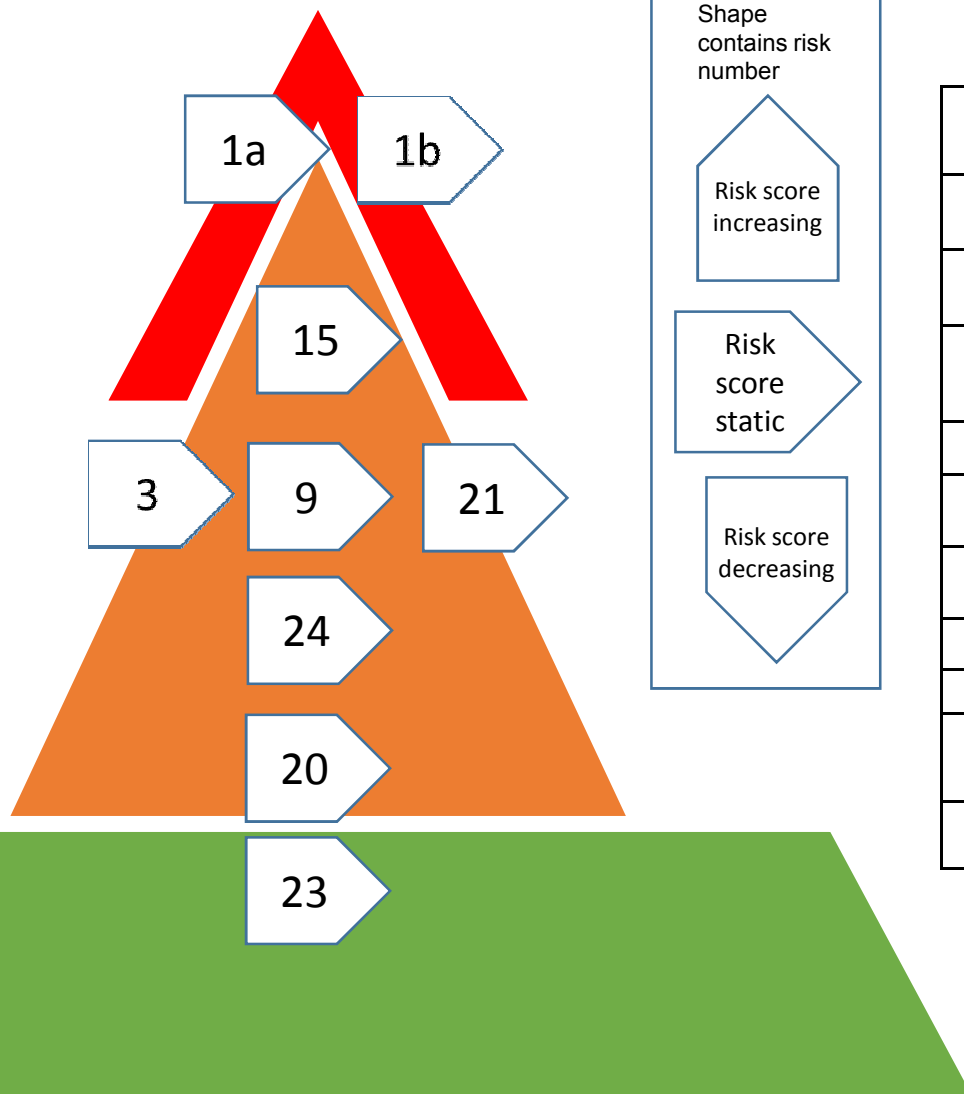 1a
1b
15
3
9
21
24
20
23
Shape
contains risk
number
Risk score
increasing
Risk
score
static
Risk score
decreasing